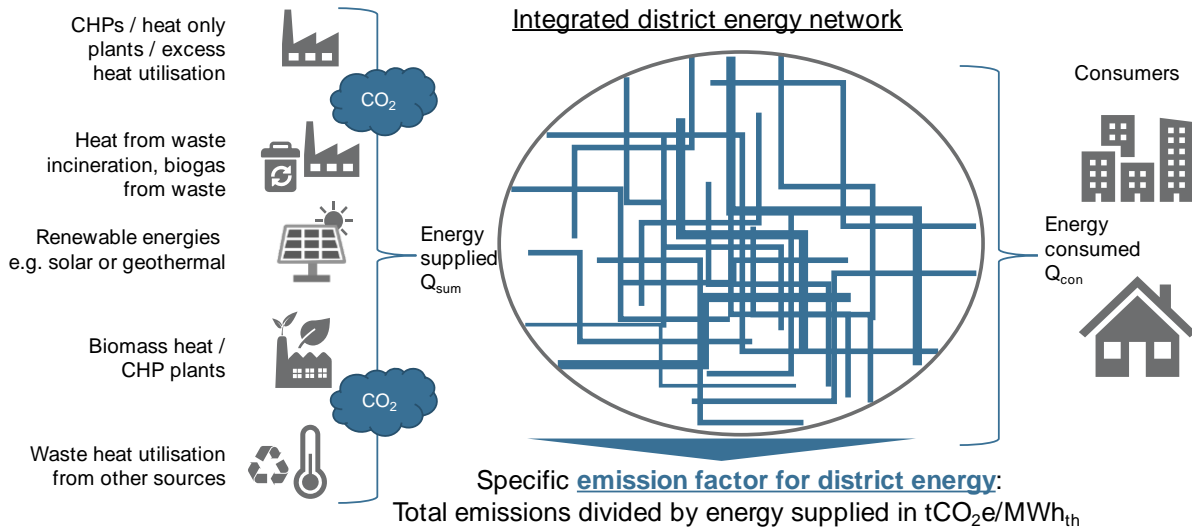 Integrated district energy network
CHPs / heat only
plants / excess
heat utilisation
CO₂
Heat from waste
incineration, biogas
from waste
Renewable energies
e.g. solar or geothermal
Biomass heat /
CHP plants
CO₂
Waste heat utilisation
from other sources
Energy
supplied
Qsum
Consumers
Energy
consumed
Qcon
Specific emission factor for district energy:
Total emissions divided by energy supplied in tCO₂e/MWhth